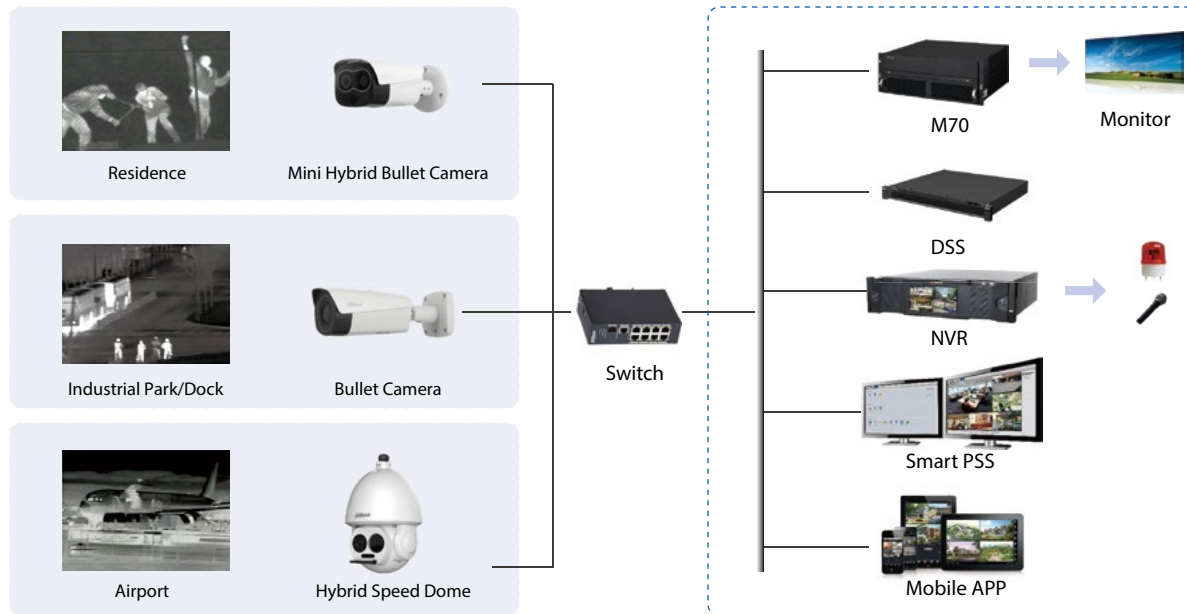 Residence
Mini Hybrid Bullet Camera
Industrial Park/Dock
Bullet Camera
Airport
Hybrid Speed Dome
Switch
M70
Monitor
DSS
NVR
Smart PSS
Mobile APP